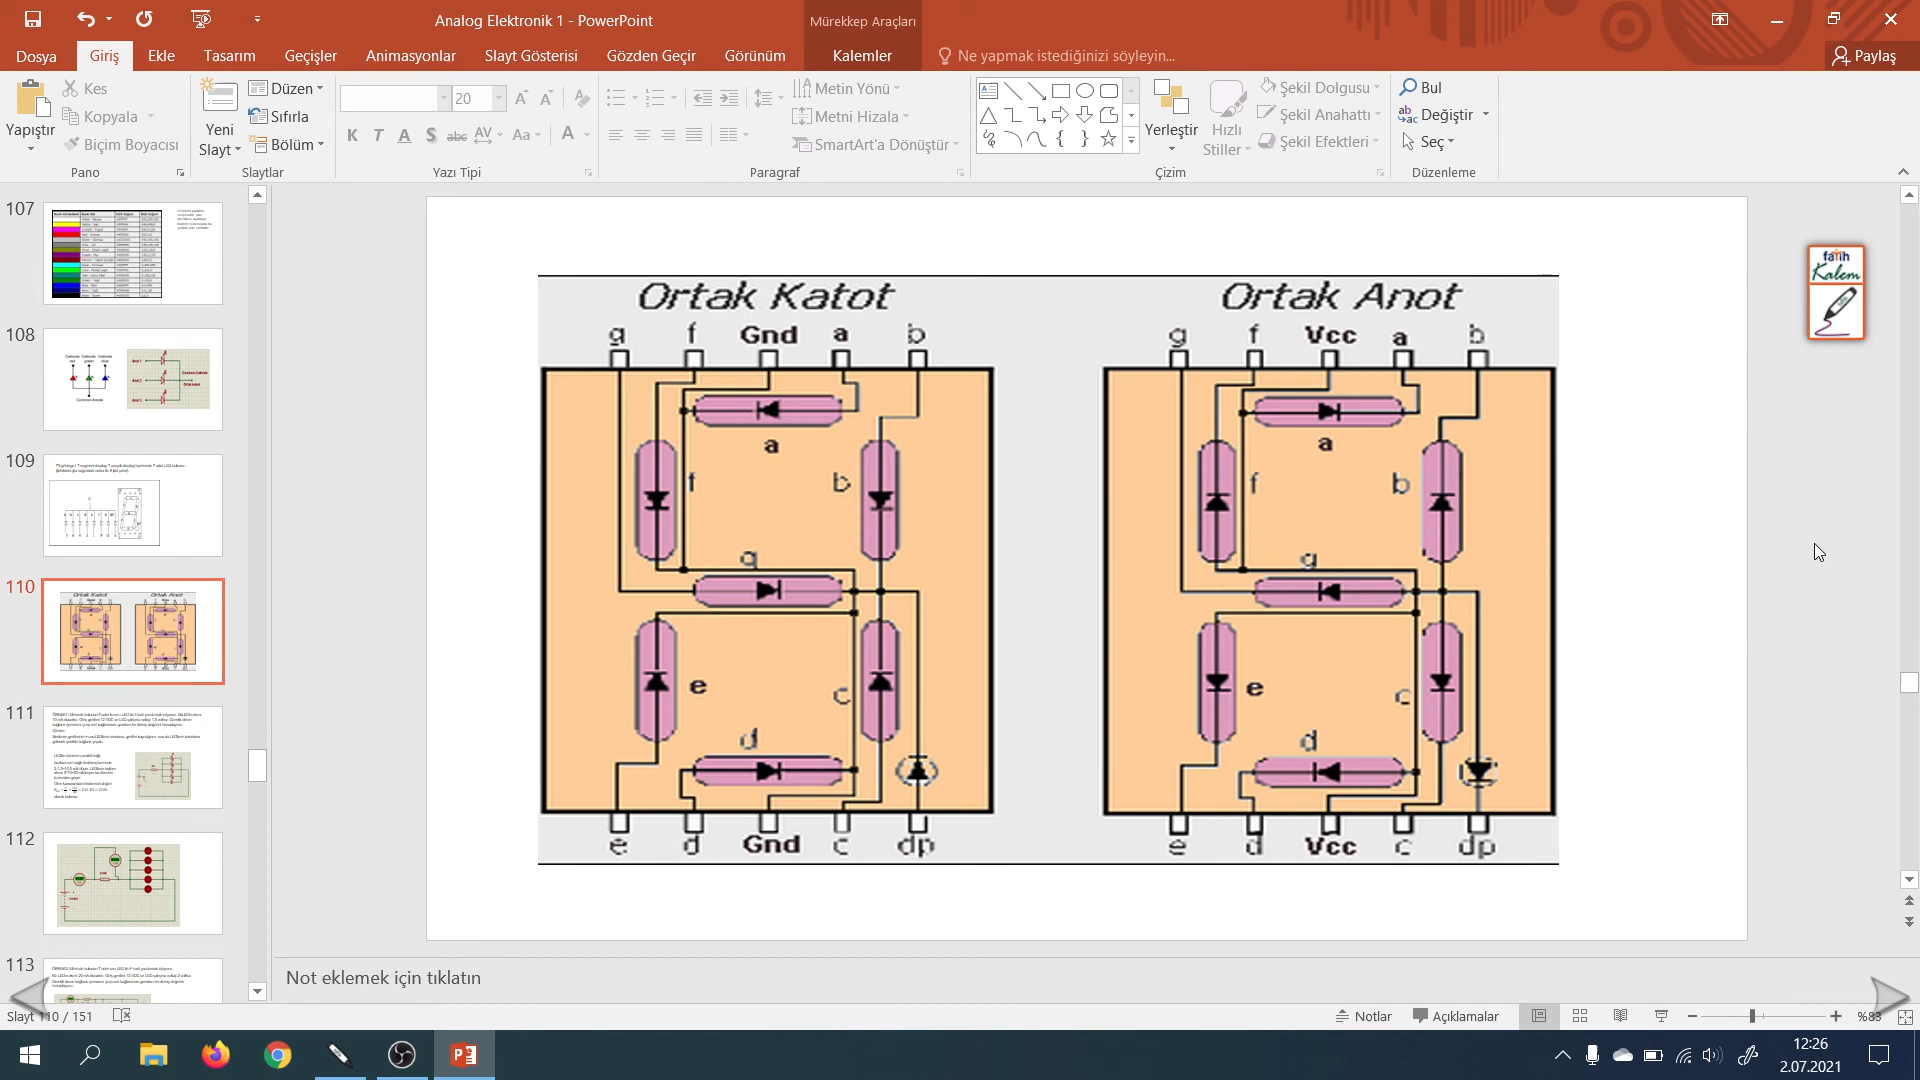 Analog Elektronik 1 - PowerPoint
Mürekkep Araçları
Dosya
Giriş
Ekle
Tasarım
Geçişler
Animasyonlar
Slayt Gösterisi
Gözden Geçir
Görünüm
Kalemler
Ne yapmak istediğinizi söyleyin...
Paylaş
Yapıştır
Kes
Kopyala
Biçim Boyacısı
Pano
Yeni
Slayt
Düzen
Sıfırla
Bölüm
Slaytlar
20
K T A S abc AV Aa A
Yazı Tipi
Metin Yönü
Metni Hizala
SmartArt'a Dönüştür
Paragraf
Yerleştir
Hızlı
Stiller
Şekil Dolgusu
Şekil Anahattı
Şekil Efektleri
Çizim
Bul
Değiştir
Seç
Düzenleme
107
108
109
110
111
112
113
Ortak Katot
g f Gnd a b
a
f b
g
e c
d
e d Gnd c dp
Ortak Anot
g f Vcc a b
a
f b
g
e c
d
e d Vcc c dp
fatih
Kalem
Not eklemek için tıklatın
Slayt 110 / 151
Notlar
Açıklamalar
%83
12:26
2.07.2021